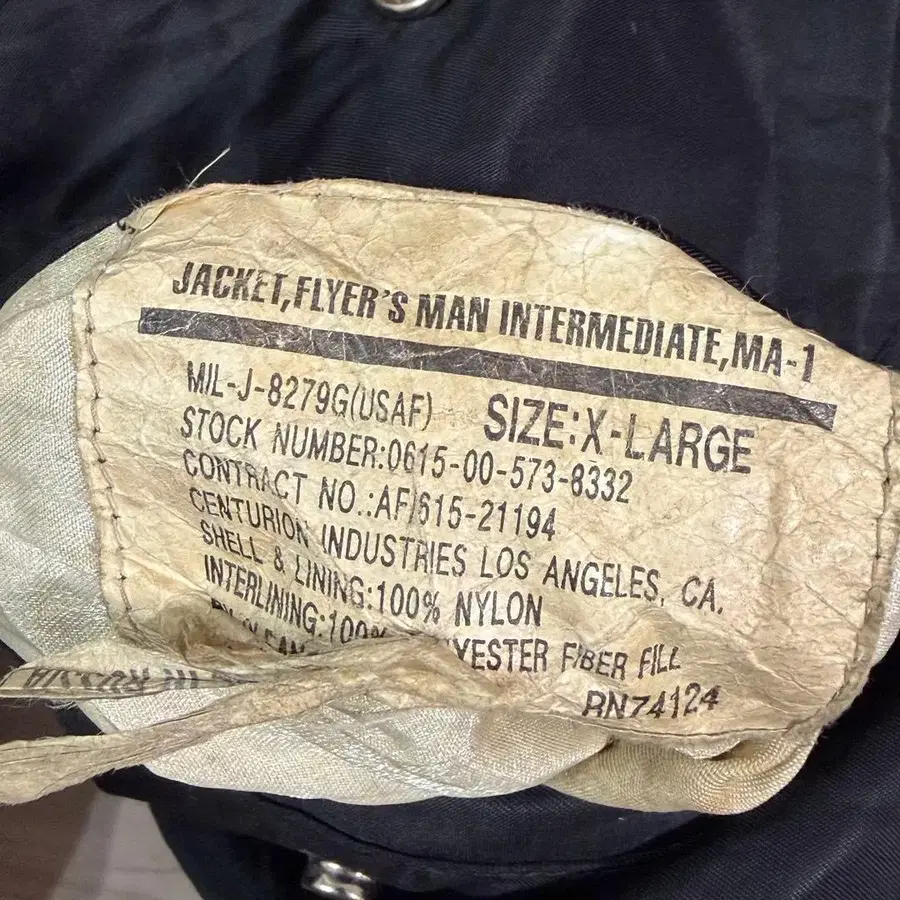 JACKET,FLYER'S MAN INTERMEDIATE,MA-1
MIL-J-8279G(USAF)
SIZE:X-LARGE
STOCK NUMBER:0615-00-573-8332
CONTRACT NO.:AF/615-21194
CENTURION INDUSTRIES LOS ANGELES, CA.
SHELL & LINING:100% NYLON
INTERLINING:100% POLYESTER FIBER FILL
RN74124